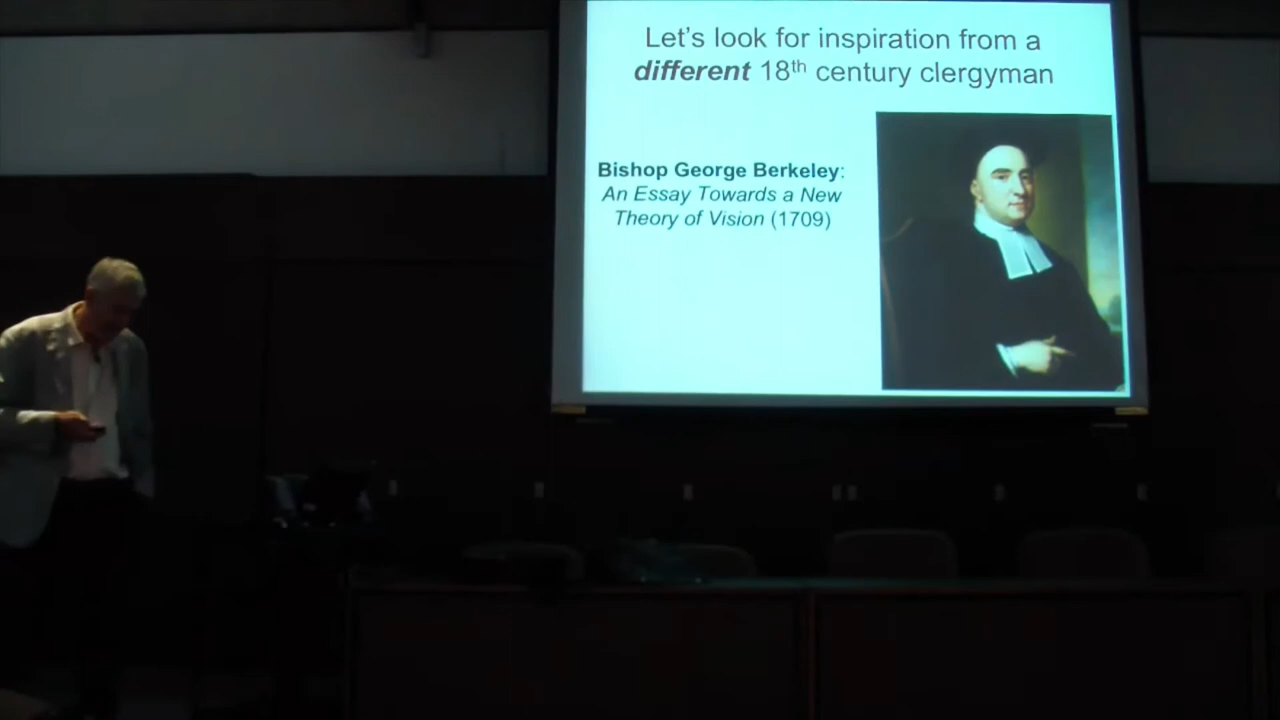 Let's look for inspiration from a
different 18th century clergyman
Bishop George Berkeley:
An Essay Towards a New
Theory of Vision (1709)